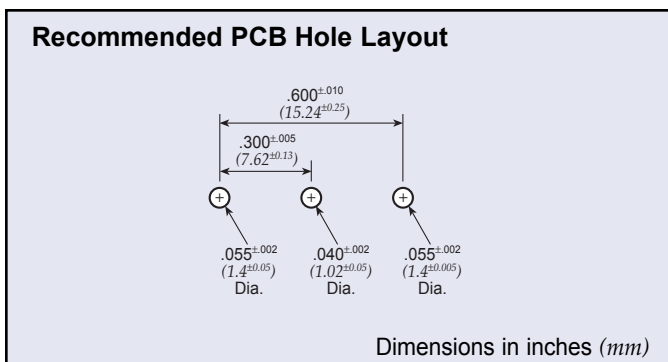 Recommended PCB Hole Layout
.600±.010
(15.24±0.25)
.300±.005
(7.62±0.13)
.055±.002
(1.4±0.05)
Dia.
.040±.002
(1.02±0.05)
Dia.
.055±.002
(1.4±0.005)
Dia.
Dimensions in inches (mm)